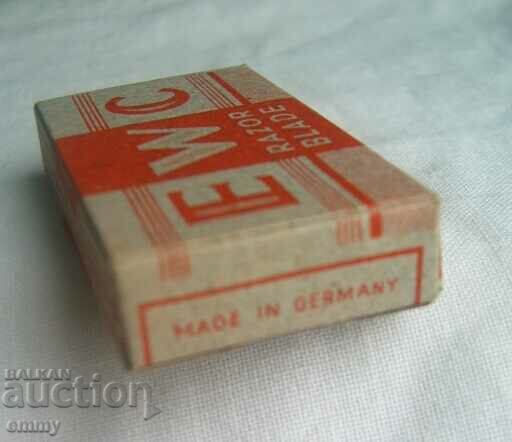 EWC
RAZOR
BLADE
MADE IN GERMANY
BALKAN
auction
emmy